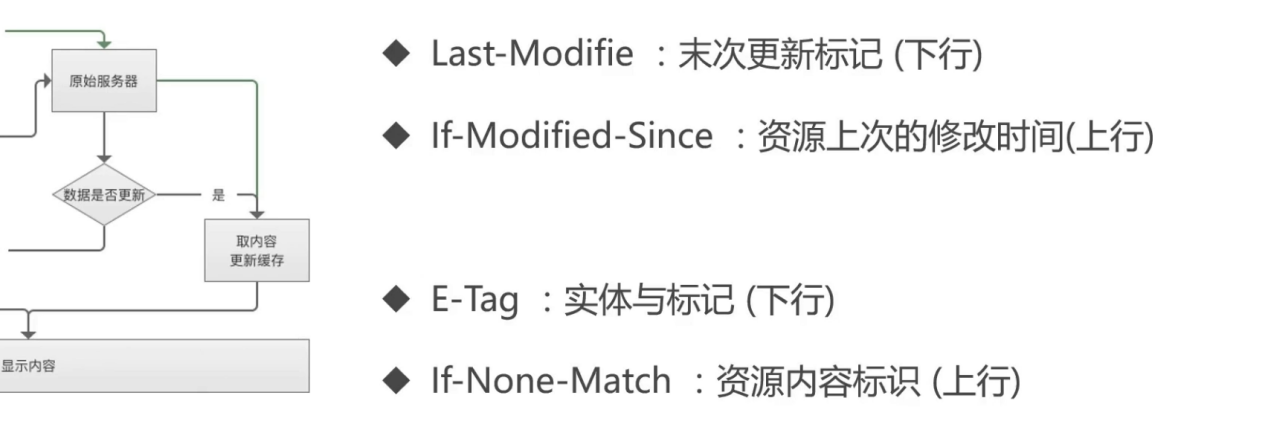 原始服务器
数据是否更新
是
取内容
更新缓存
显示内容
◆ Last-Modifie ：末次更新标记 (下行)
◆ If-Modified-Since ：资源上次的修改时间(上行)
◆ E-Tag ：实体与标记 (下行)
◆ If-None-Match ：资源内容标识 (上行)